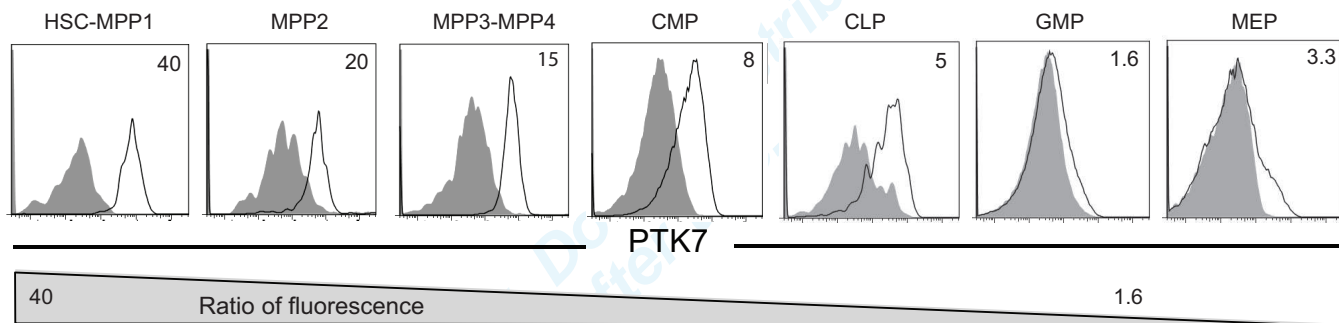 HSC-MPP1 MPP2 MPP3-MPP4 CMP CLP GMP MEP
40 20 15 8 5 1.6 3.3
PTK7
40 Ratio of fluorescence 1.6